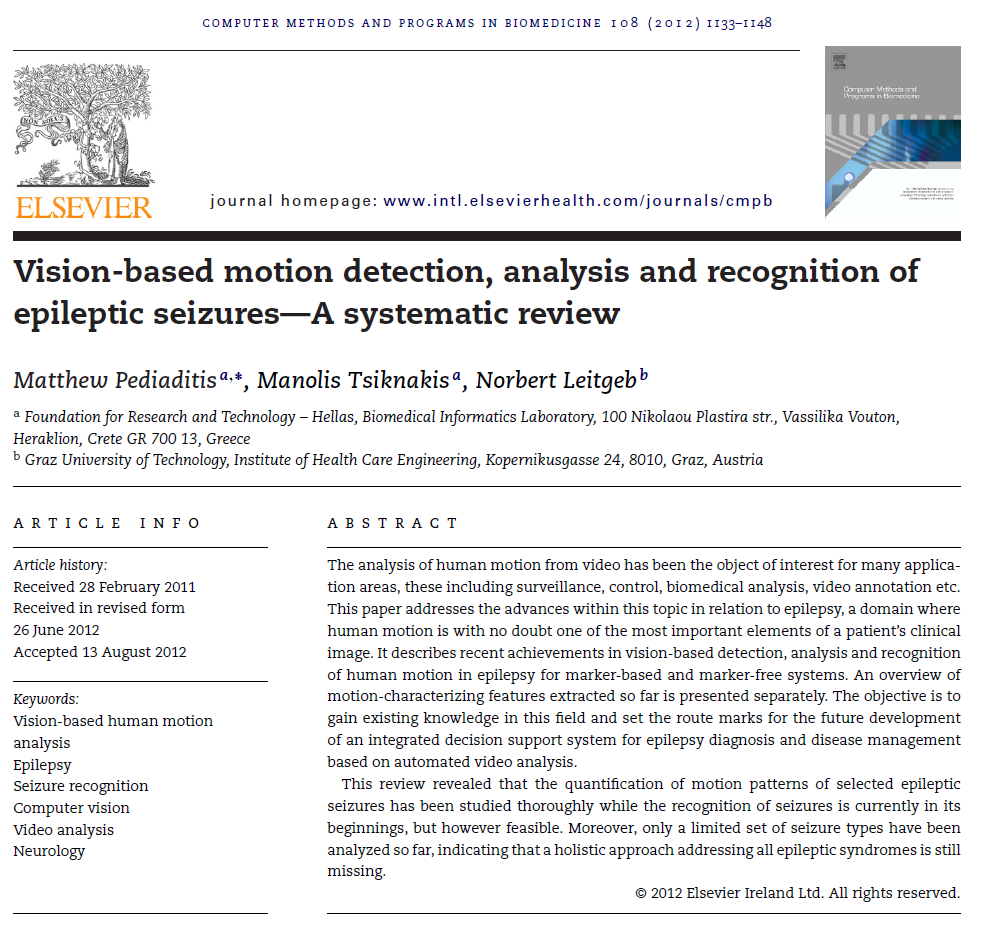 COMPUTER METHODS AND PROGRAMS IN BIOMEDICINE 108 (2012) 1133–1148
NON SOLUS
ELSEVIER
journal homepage: www.intl.elsevierhealth.com/journals/cmpb
Computer Methods and
Programs in Biomedicine
Vision-based motion detection, analysis and recognition of
epileptic seizures—A systematic review
Matthew Pediaditis a,*, Manolis Tsiknakis a, Norbert Leitgeb b
a Foundation for Research and Technology – Hellas, Biomedical Informatics Laboratory, 100 Nikolaou Plastira str., Vassilika Vouton,
Heraklion, Crete GR 700 13, Greece
b Graz University of Technology, Institute of Health Care Engineering, Kopernikusgasse 24, 8010, Graz, Austria
ARTICLE INFO
Article history:
Received 28 February 2011
Received in revised form
26 June 2012
Accepted 13 August 2012
Keywords:
Vision-based human motion
analysis
Epilepsy
Seizure recognition
Computer vision
Video analysis
Neurology
ABSTRACT
The analysis of human motion from video has been the object of interest for many applica-
tion areas, these including surveillance, control, biomedical analysis, video annotation etc.
This paper addresses the advances within this topic in relation to epilepsy, a domain where
human motion is with no doubt one of the most important elements of a patient's clinical
image. It describes recent achievements in vision-based detection, analysis and recognition
of human motion in epilepsy for marker-based and marker-free systems. An overview of
motion-characterizing features extracted so far is presented separately. The objective is to
gain existing knowledge in this field and set the route marks for the future development
of an integrated decision support system for epilepsy diagnosis and disease management
based on automated video analysis.
This review revealed that the quantification of motion patterns of selected epileptic
seizures has been studied thoroughly while the recognition of seizures is currently in its
beginnings, but however feasible. Moreover, only a limited set of seizure types have been
analyzed so far, indicating that a holistic approach addressing all epileptic syndromes is still
missing.
© 2012 Elsevier Ireland Ltd. All rights reserved.